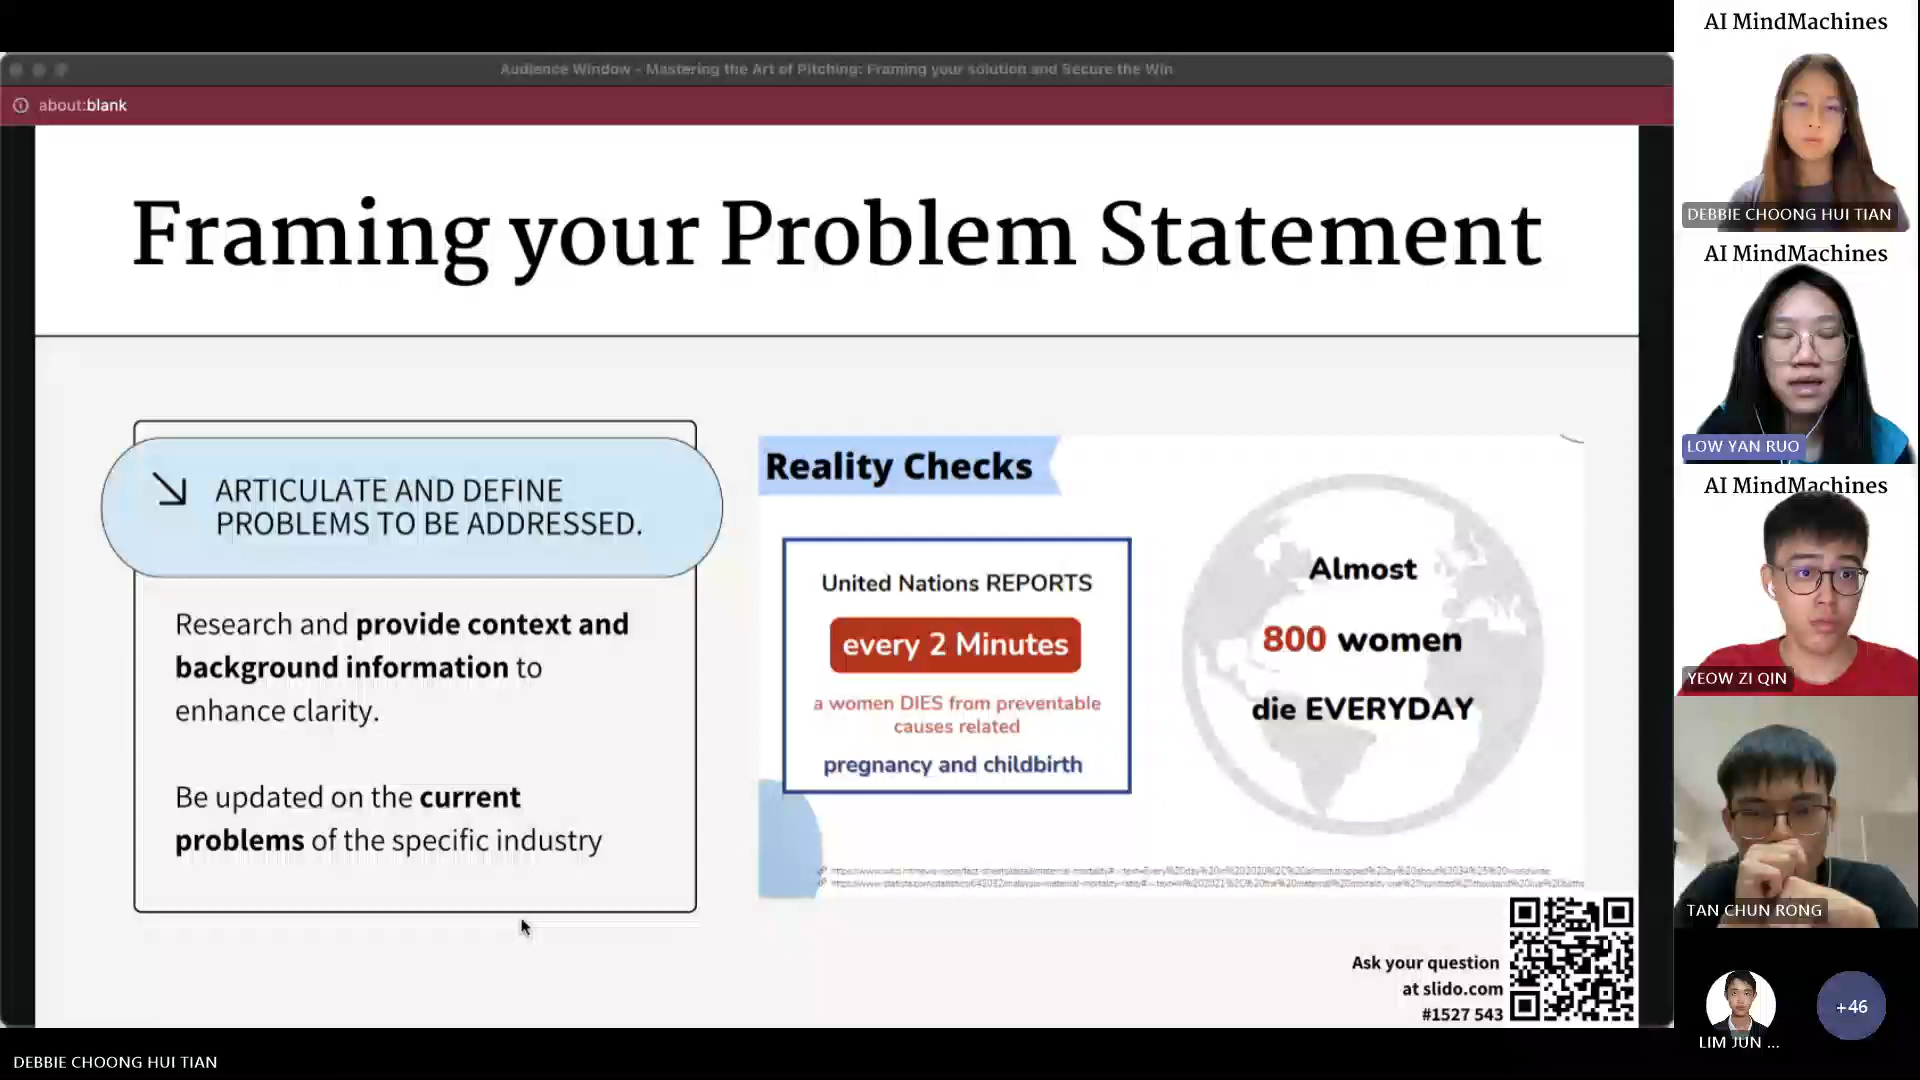 Audience Window - Mastering the Art of Pitching: Framing your solution and Secure the Win
about:blank
Framing your Problem Statement
ARTICULATE AND DEFINE
PROBLEMS TO BE ADDRESSED.
Research and provide context and
background information to
enhance clarity.
Be updated on the current
problems of the specific industry
Reality Checks
United Nations REPORTS
every 2 Minutes
a women DIES from preventable
causes related
pregnancy and childbirth
Almost
800 women
die EVERYDAY
Ask your question
at slido.com
#1527 543
AI MindMachines
DEBBIE CHOONG HUI TIAN
AI MindMachines
LOW YAN RUO
AI MindMachines
YEOW ZI QIN
TAN CHUN RONG
LIM JUN ...
+46
DEBBIE CHOONG HUI TIAN